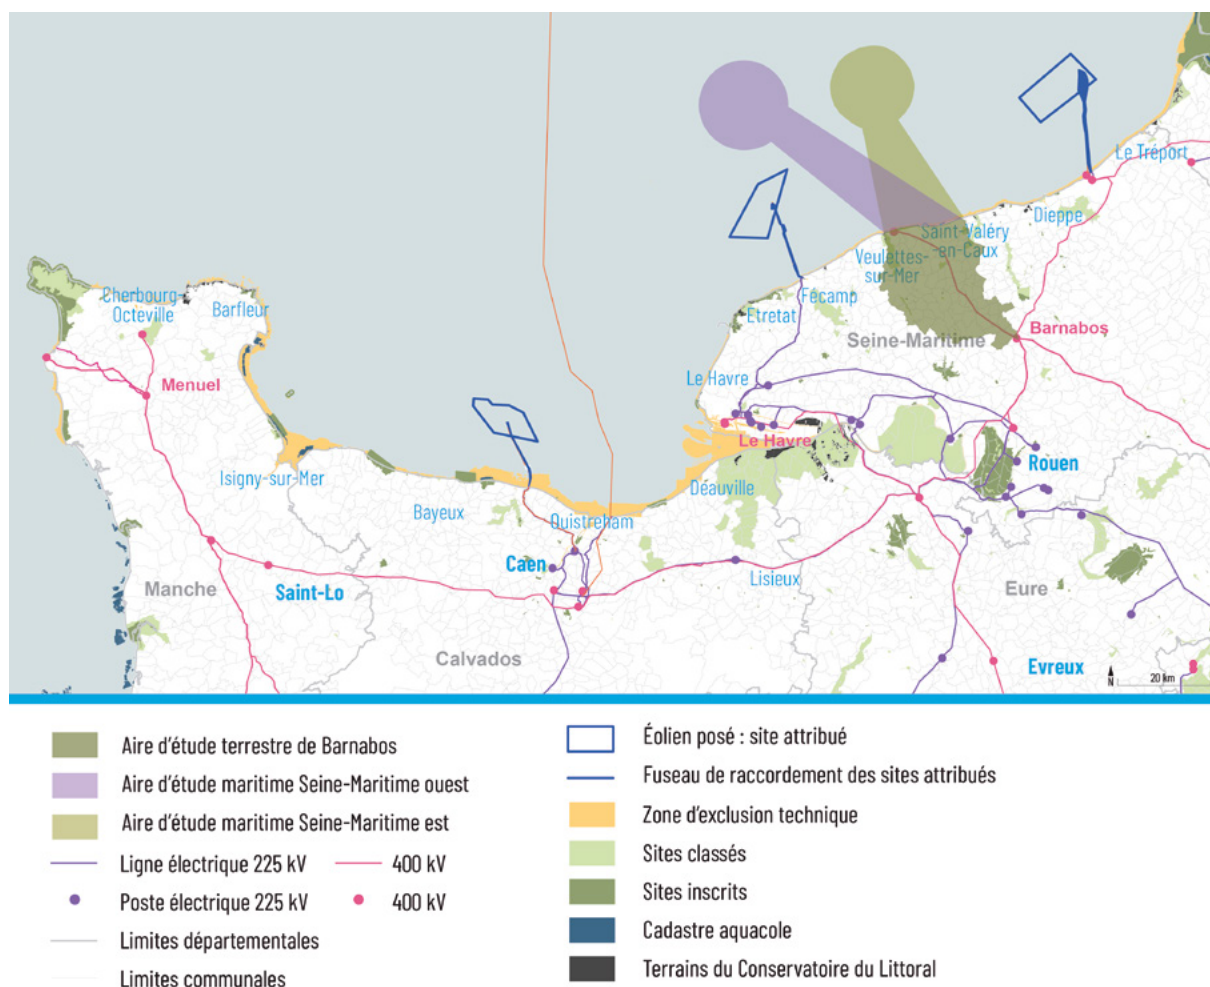 Le Tréport
Dieppe
Saint-Valéry
-en-Caux
Veulettes-
sur-Mer
Fécamp
Etretat
Seine-Maritime
Barnabos
Cherbourg-
Octeville
Barfleur
Menuel
Le Havre
Le Havre
Rouen
Isigny-sur-Mer
Déauville
Bayeux
Ouistreham
Caen
Lisieux
Manche
Saint-Lo
Eure
Calvados
Evreux
N
20 km
Aire d'étude terrestre de Barnabos
Aire d'étude maritime Seine-Maritime ouest
Aire d'étude maritime Seine-Maritime est
Ligne électrique 225 kV
400 kV
Poste électrique 225 kV
400 kV
Limites départementales
Limites communales
Éolien posé : site attribué
Fuseau de raccordement des sites attribués
Zone d'exclusion technique
Sites classés
Sites inscrits
Cadastre aquacole
Terrains du Conservatoire du Littoral